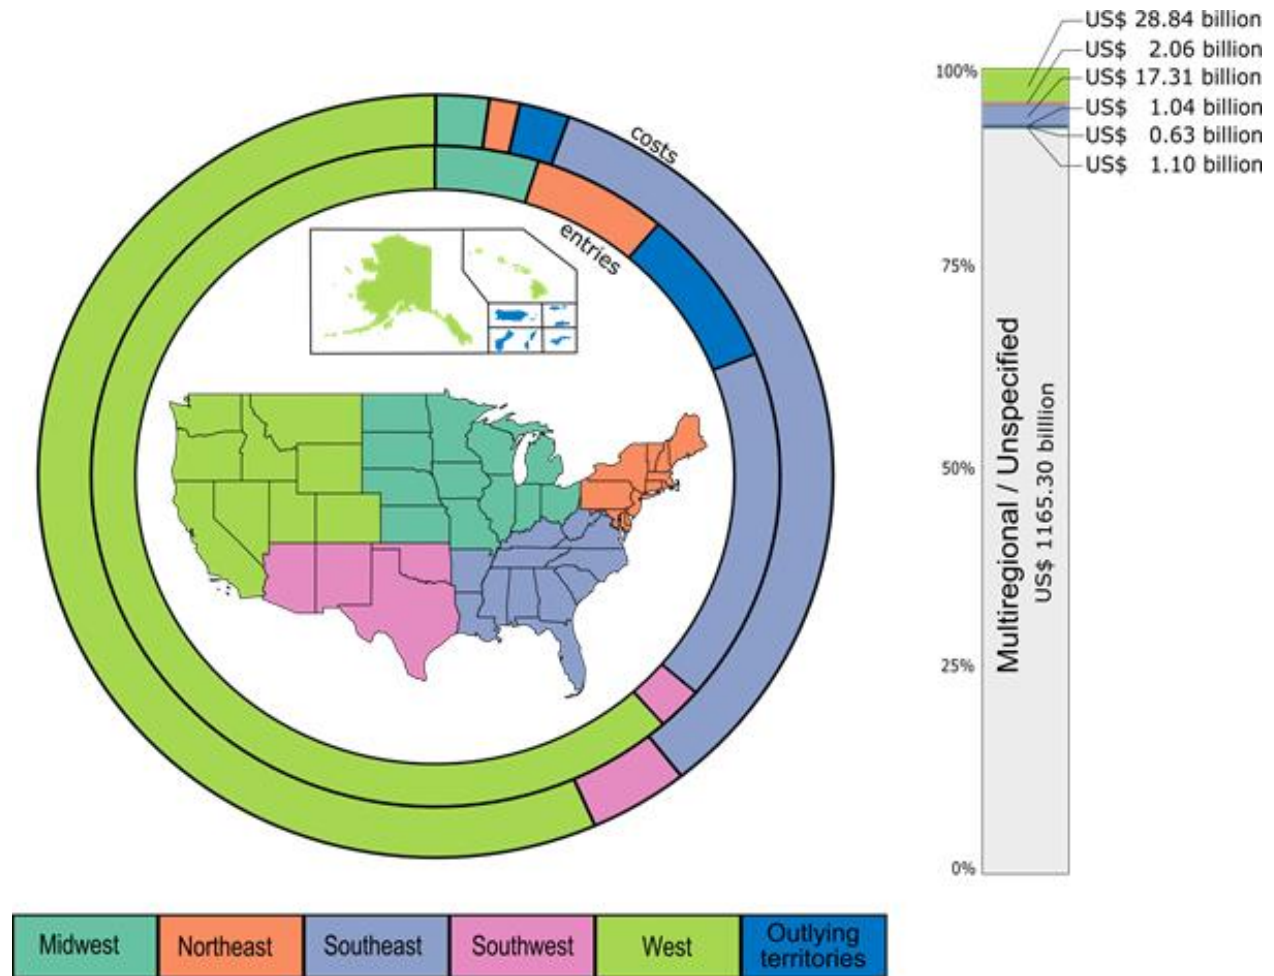 US$ 28.84 billion
US$ 2.06 billion
US$ 17.31 billion
US$ 1.04 billion
US$ 0.63 billion
US$ 1.10 billion
100%
75%
50%
25%
0%
Multiregional / Unspecified
US$ 1165.30 billlion
costs
entries
Midwest
Northeast
Southeast
Southwest
West
Outlying
territories